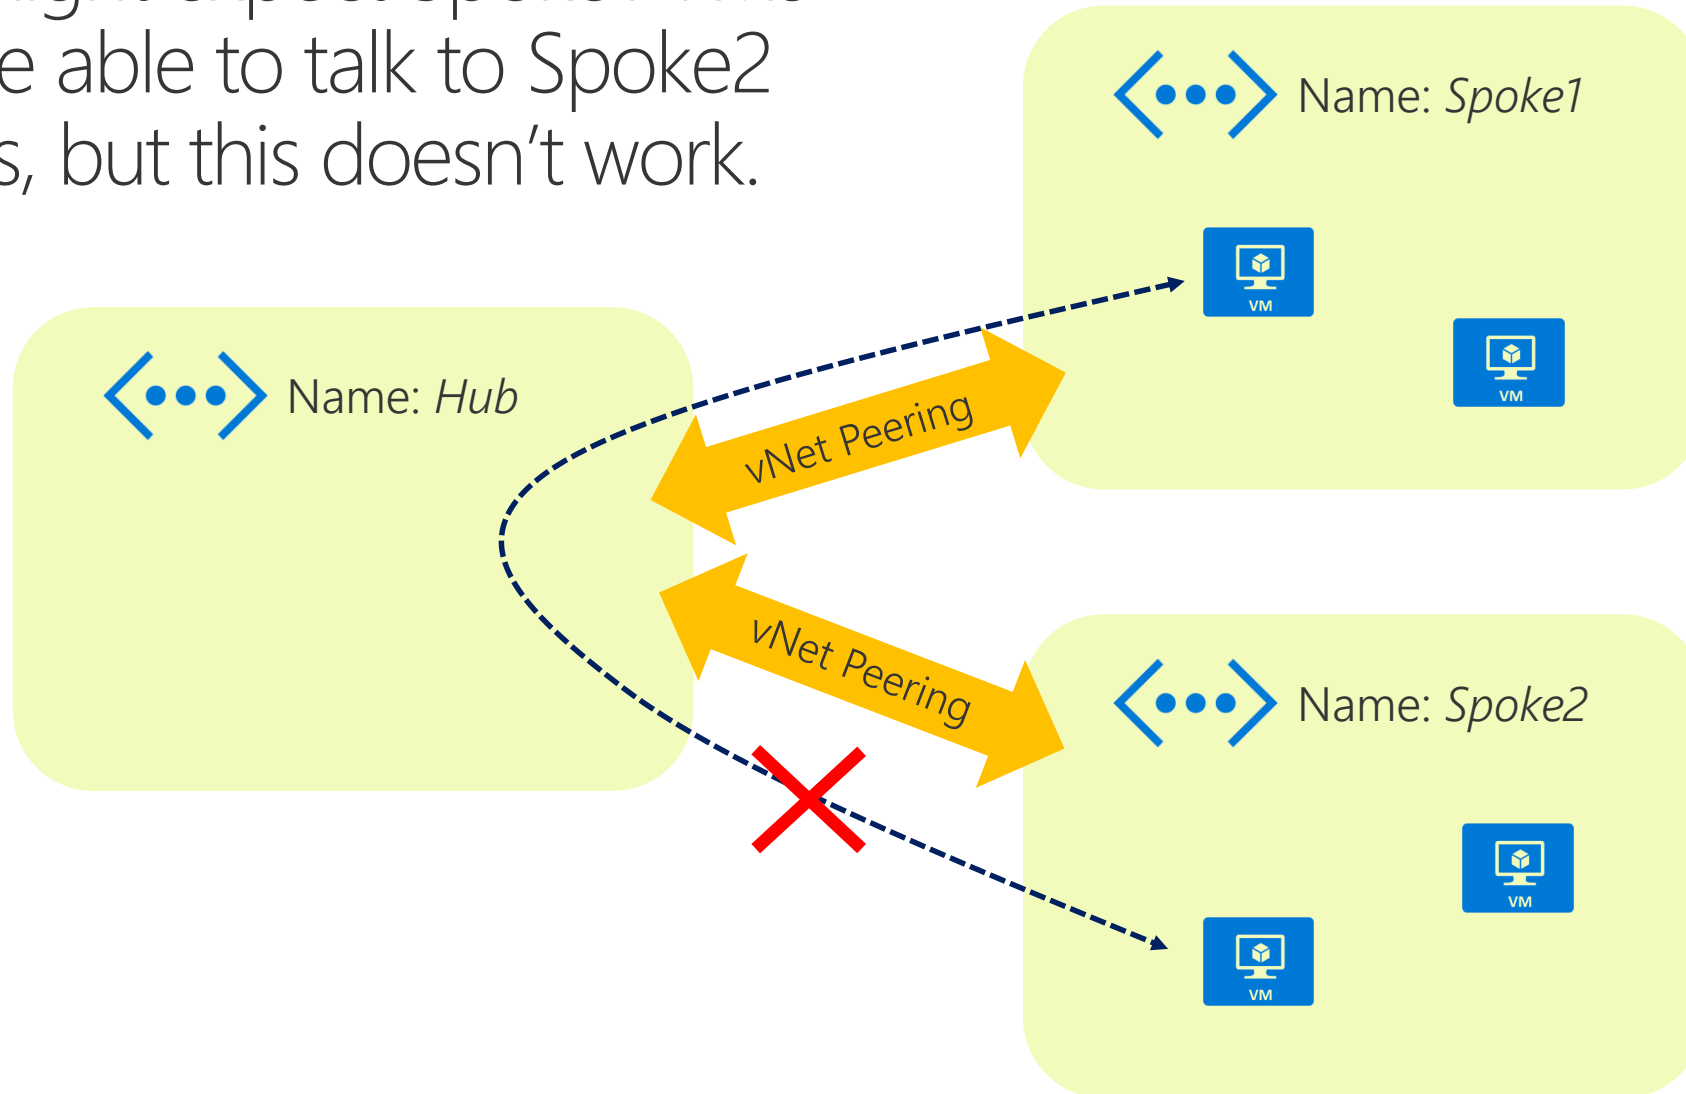 able to talk to Spoke2
but this doesn't work.
Name: Spoke1
VM
VM
Name: Hub
vNet Peering
vNet Peering
Name: Spoke2
VM
VM